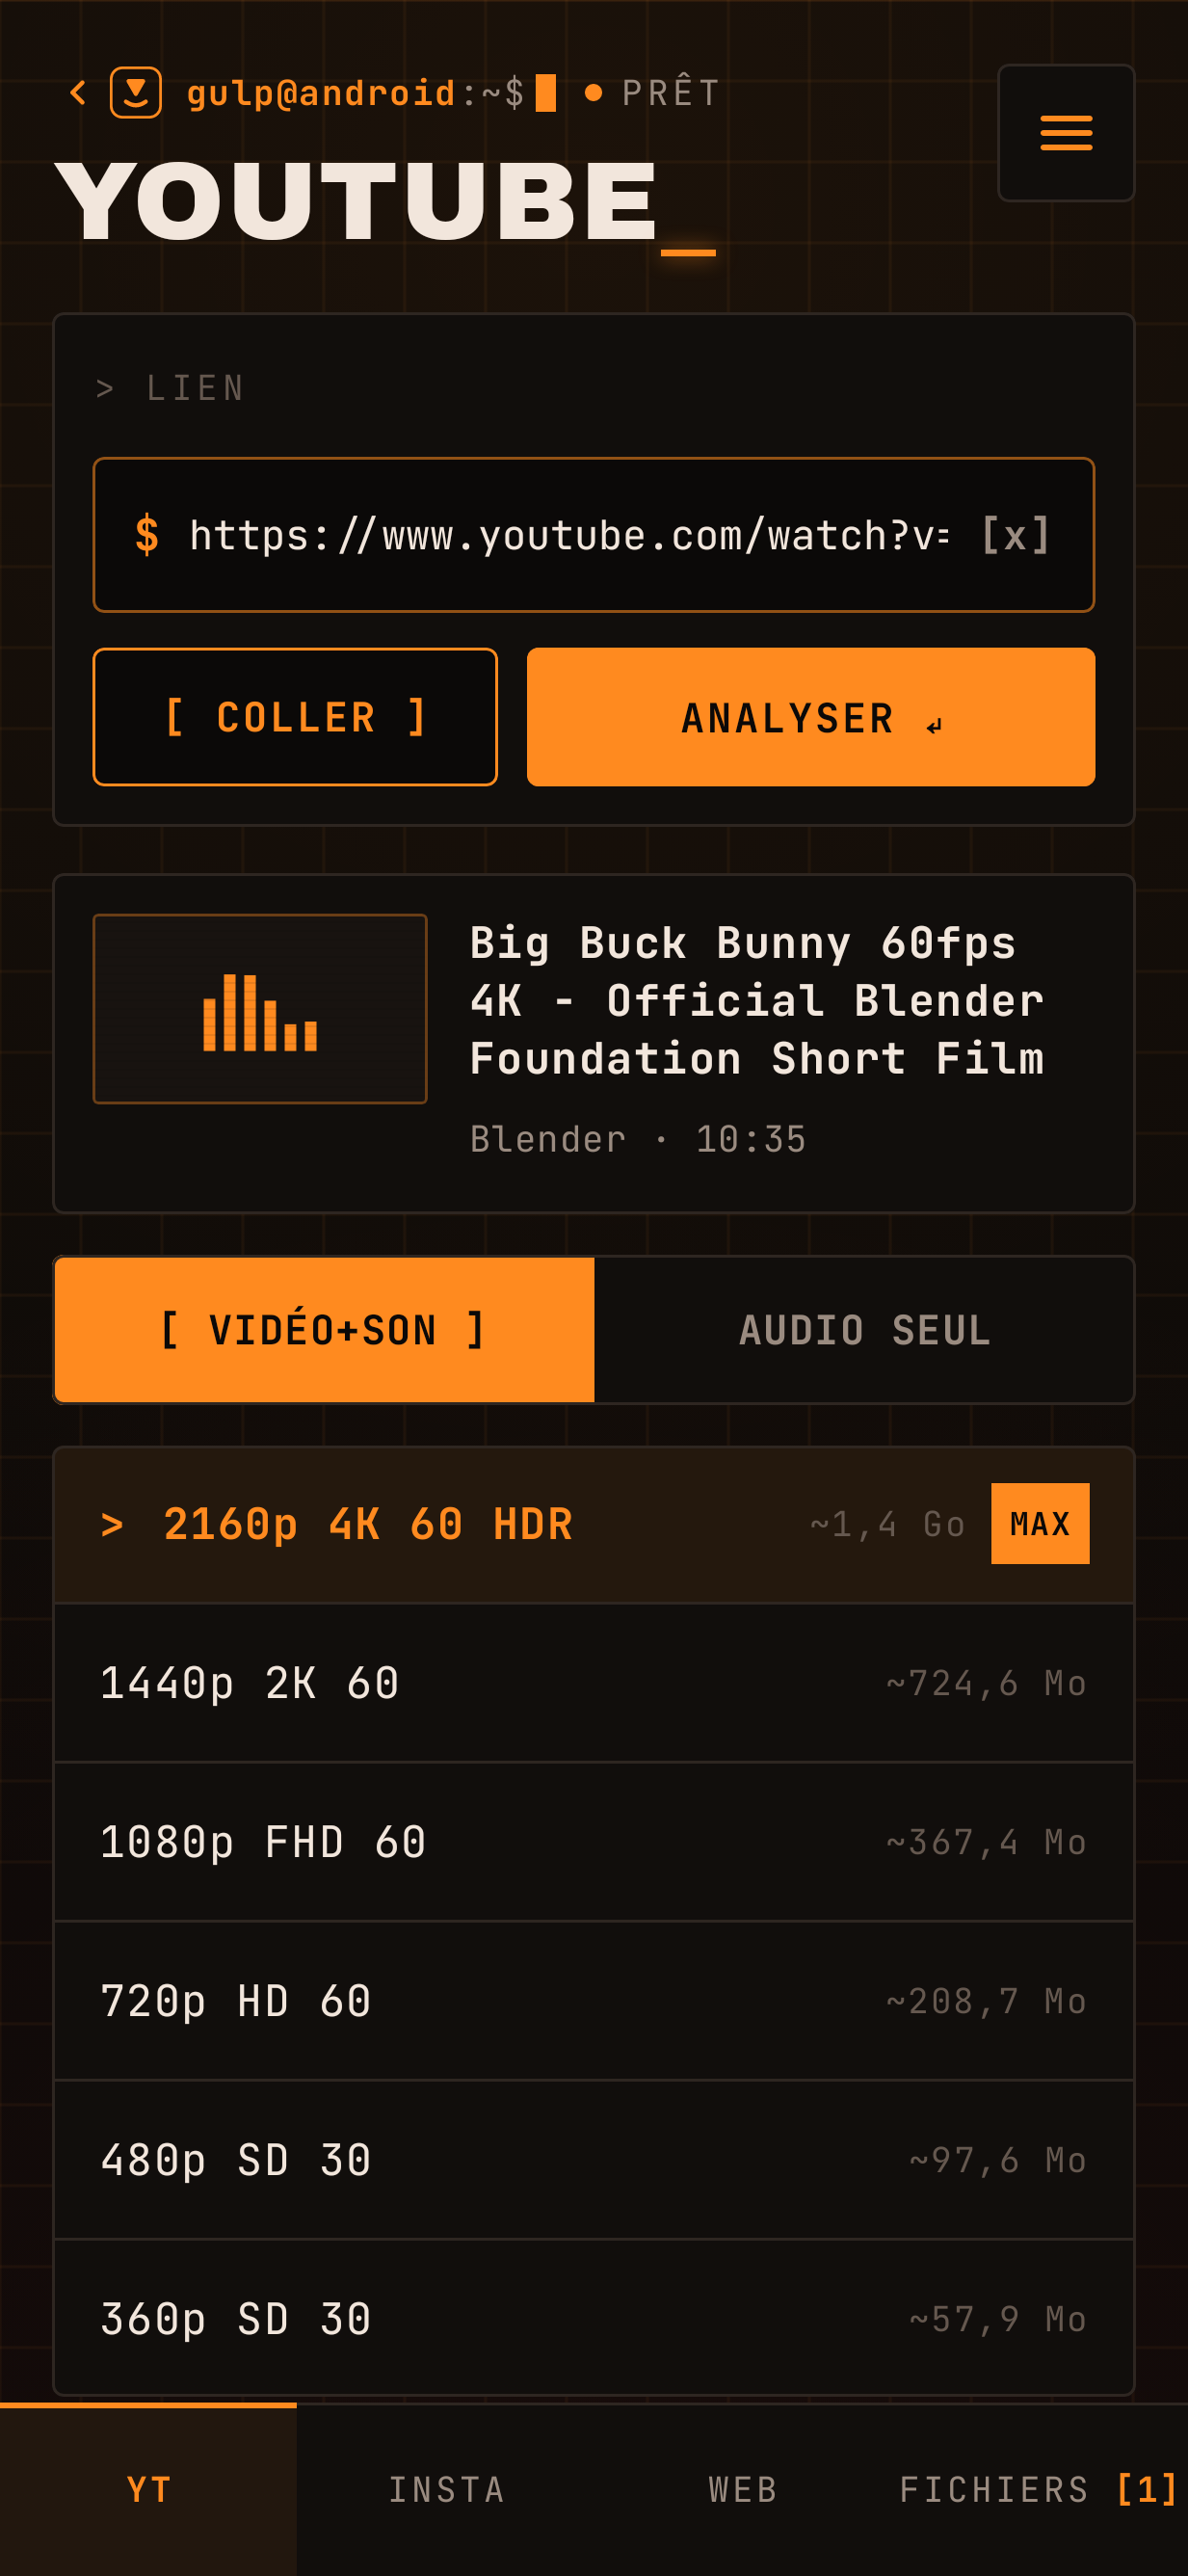 gulp@android:~$ ● PRÊT
YOUTUBE_
> LIEN
$ https://www.youtube.com/watch?v= [x]
[ COLLER ] ANALYSER ↲
Big Buck Bunny 60fps
4K - Official Blender
Foundation Short Film
Blender · 10:35
[ VIDÉO+SON ] AUDIO SEUL
> 2160p 4K 60 HDR ~1,4 Go MAX
1440p 2K 60 ~724,6 Mo
1080p FHD 60 ~367,4 Mo
720p HD 60 ~208,7 Mo
480p SD 30 ~97,6 Mo
360p SD 30 ~57,9 Mo
YT INSTA WEB FICHIERS [1]